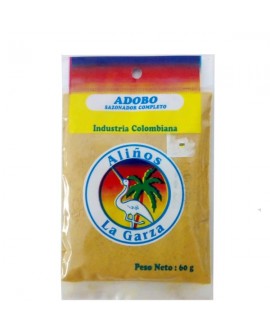 ADOBO
SAZONADOR COMPLETO
Industria Colombiana
Aliños
La Garza
Peso Neto : 60 g